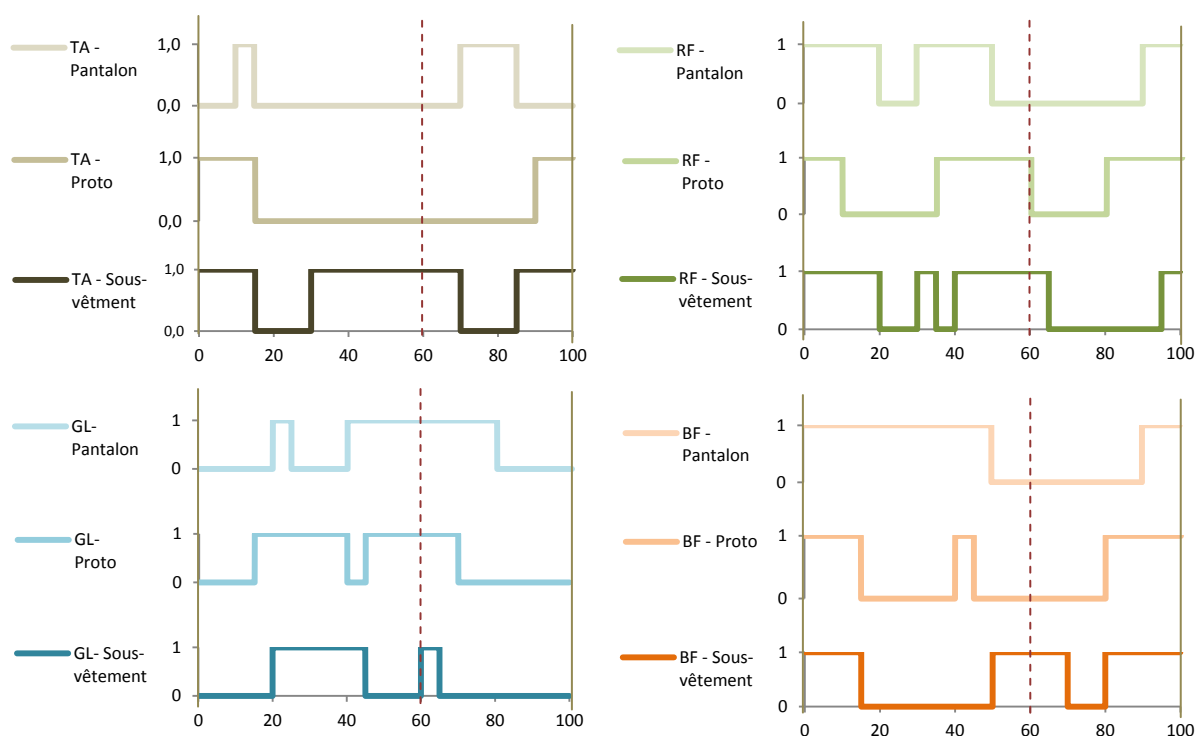 TA -
Pantalon
1,0
0,0
TA -
Proto
1,0
0,0
TA - Sous-
vêtment
1,0
0,0
0 20 40 60 80 100
RF -
Pantalon
1
0
RF -
Proto
1
0
RF - Sous-
vêtement
1
0
0 20 40 60 80 100
GL-
Pantalon
1
0
GL-
Proto
1
0
GL- Sous-
vêtement
1
0
0 20 40 60 80 100
BF -
Pantalon
1
0
BF - Proto
1
0
BF - Sous-
vêtement
1
0
0 20 40 60 80 100